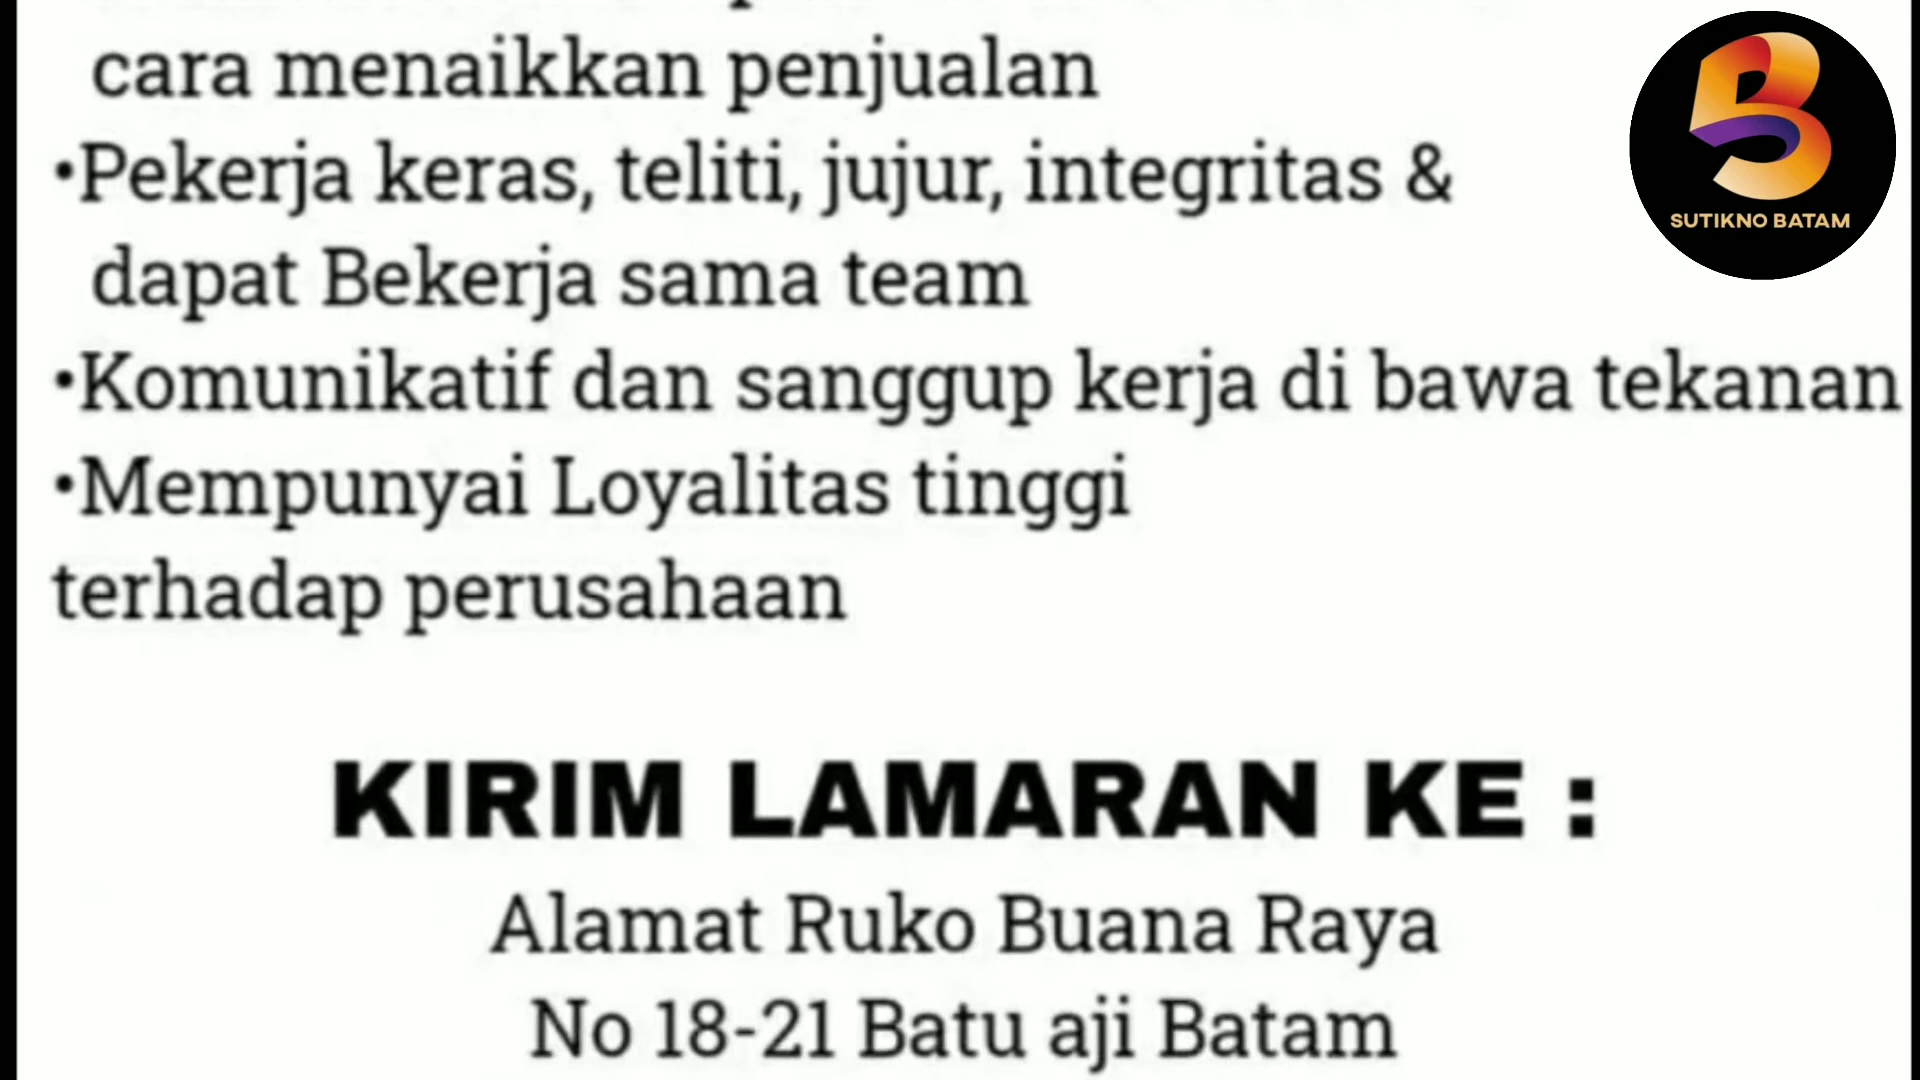 cara menaikkan penjualan
•Pekerja keras, teliti, jujur, integritas &
dapat Bekerja sama team
•Komunikatif dan sanggup kerja di bawa tekanan
•Mempunyai Loyalitas tinggi
terhadap perusahaan
KIRIM LAMARAN KE :
Alamat Ruko Buana Raya
No 18-21 Batu aji Batam
SUTIKNO BATAM